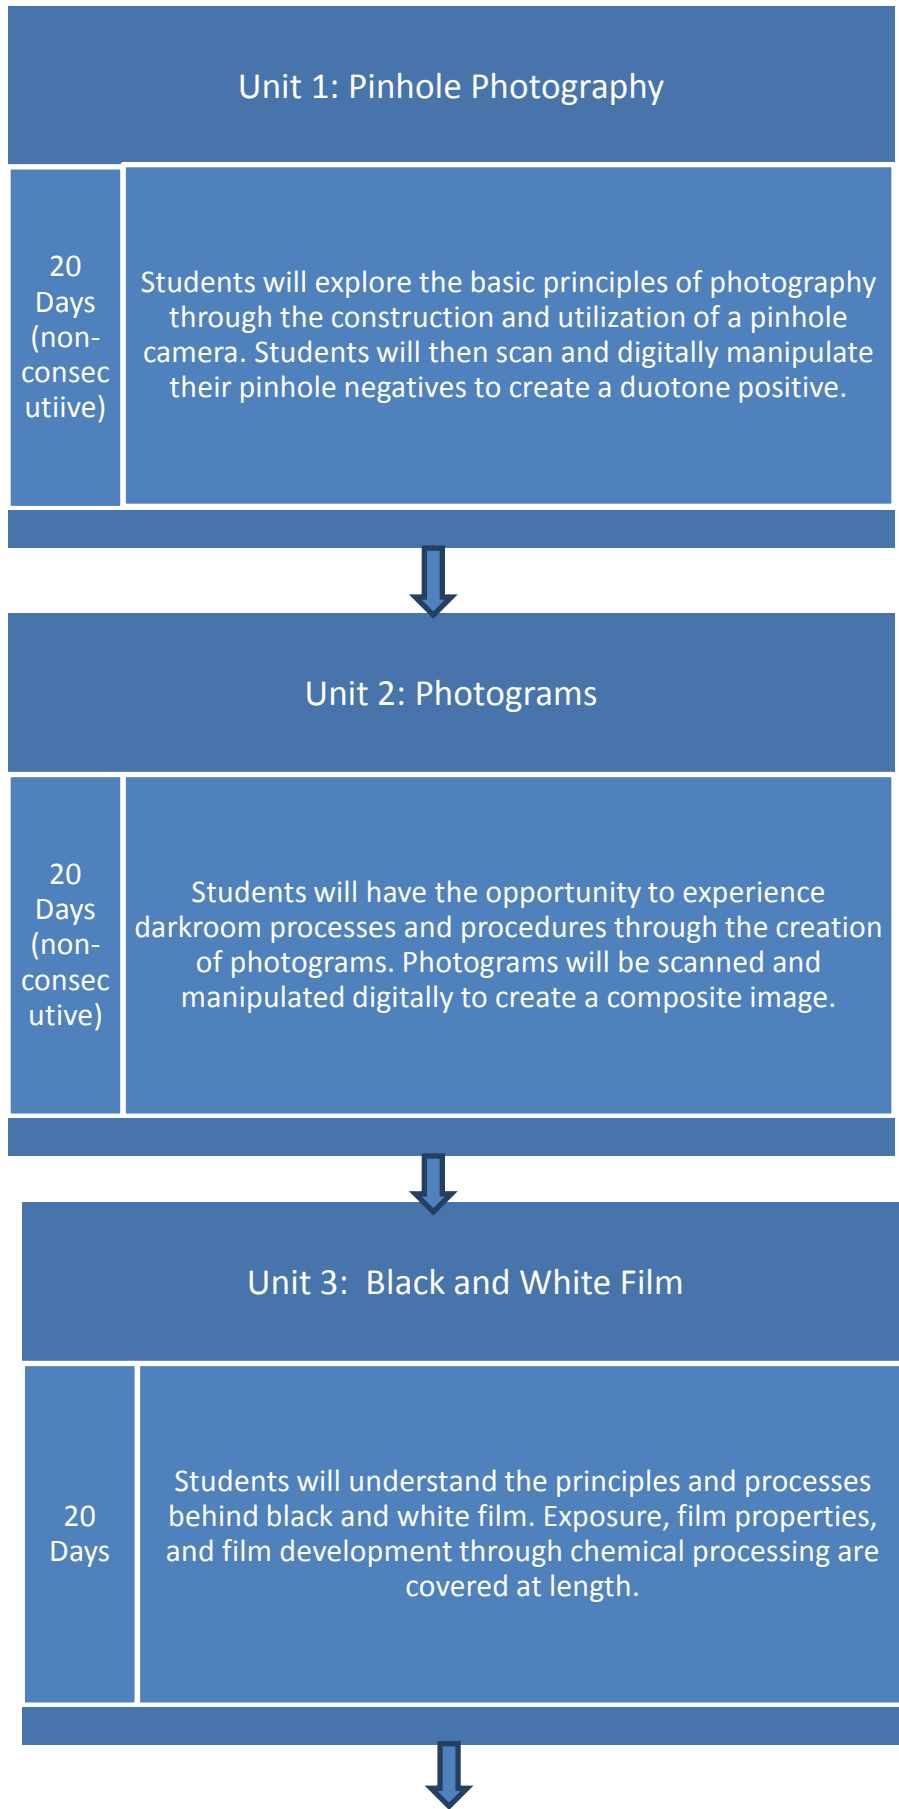 Unit 1: Pinhole Photography
20
Days
(non-
consec
utiive)
Students will explore the basic principles of photography
through the construction and utilization of a pinhole
camera. Students will then scan and digitally manipulate
their pinhole negatives to create a duotone positive.
Unit 2: Photograms
20
Days
(non-
consec
utive)
Students will have the opportunity to experience
darkroom processes and procedures through the creation
of photograms. Photograms will be scanned and
manipulated digitally to create a composite image.
Unit 3:  Black and White Film
20
Days
Students will understand the principles and processes
behind black and white film. Exposure, film properties,
and film development through chemical processing are
covered at length.